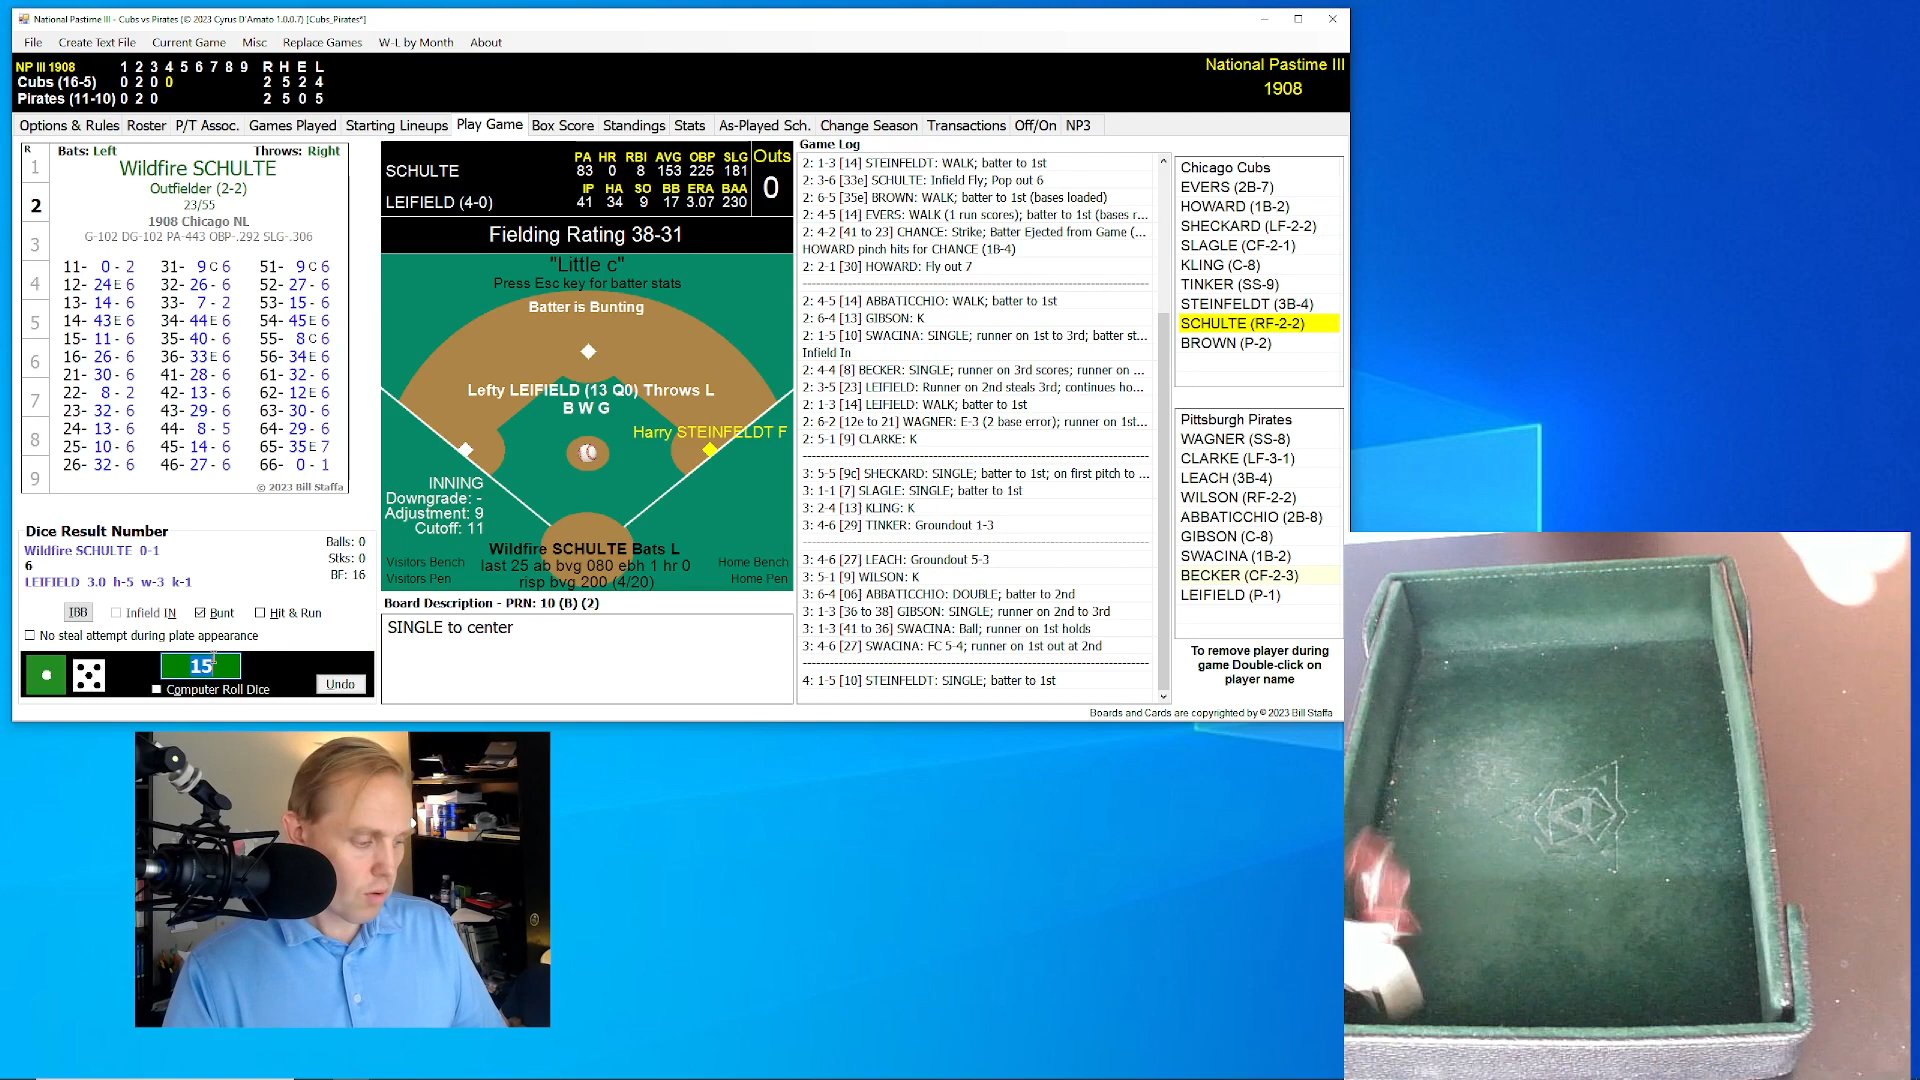 National Pastime III - Cubs vs Pirates (© 2023 Cyrus D'Amato 1.0.0.7) [Cubs_Pirates*]
File Create Text File Current Game Misc Replace Games W-L by Month About
NP III 1908 1 2 3 4 5 6 7 8 9 R H E L
Cubs (16-5) 0 2 0 0 2 5 2 4
Pirates (11-10) 0 2 0 2 5 0 5
National Pastime III
1908
Options & Rules Roster P/T Assoc. Games Played Starting Lineups Play Game Box Score Standings Stats As-Played Sch. Change Season Transactions Off/On NP3
R
1
2
3
4
5
6
7
8
9
Bats: Left Throws: Right
Wildfire SCHULTE
Outfielder (2-2)
23/55
1908 Chicago NL
G-102 DG-102 PA-443 OBP-.292 SLG-.306
11- 0 - 2 31- 9 C 6 51- 9 C 6
12- 24 E 6 32- 26 - 6 52- 27 - 6
13- 14 - 6 33- 7 - 2 53- 15 - 6
14- 43 E 6 34- 44 E 6 54- 45 E 6
15- 11 - 6 35- 40 - 6 55- 8 C 6
16- 26 - 6 36- 33 E 6 56- 34 E 6
21- 30 - 6 41- 28 - 6 61- 32 - 6
22- 8 - 2 42- 13 - 6 62- 12 E 6
23- 32 - 6 43- 29 - 6 63- 30 - 6
24- 13 - 6 44- 8 - 5 64- 29 - 6
25- 10 - 6 45- 14 - 6 65- 35 E 7
26- 32 - 6 46- 27 - 6 66- 0 - 1
© 2023 Bill Staffa
Dice Result Number
Wildfire SCHULTE 0-1
6
LEIFIELD 3.0 h-5 w-3 k-1
Balls: 0
Stks: 0
BF: 16
IBB Infield IN Bunt Hit & Run
No steal attempt during plate appearance
15
Computer Roll Dice
Undo
PA HR RBI AVG OBP SLG Outs
SCHULTE 83 0 8 153 225 181
IP HA SO BB ERA BAA 0
LEIFIELD (4-0) 41 34 9 17 3.07 230
Fielding Rating 38-31
"Little c"
Press Esc key for batter stats
Batter is Bunting
Lefty LEIFIELD (13 Q0) Throws L
B W G
Harry STEINFELDT F
INNING
Downgrade: -
Adjustment: 9
Cutoff: 11
Wildfire SCHULTE Bats L
last 25 ab bvg 080 ebh 1 hr 0
risp bvg 200 (4/20)
Visitors Bench
Visitors Pen
Home Bench
Home Pen
Board Description - PRN: 10 (B) (2)
SINGLE to center
Game Log
2: 1-3 [14] STEINFELDT: WALK; batter to 1st
2: 3-6 [33e] SCHULTE: Infield Fly; Pop out 6
2: 6-5 [35e] BROWN: WALK; batter to 1st (bases loaded)
2: 4-5 [14] EVERS: WALK (1 run scores); batter to 1st (bases r...
2: 4-2 [41 to 23] CHANCE: Strike; Batter Ejected from Game (...
HOWARD pinch hits for CHANCE (1B-4)
2: 2-1 [30] HOWARD: Fly out 7
2: 4-5 [14] ABBATICCHIO: WALK; batter to 1st
2: 6-4 [13] GIBSON: K
2: 1-5 [10] SWACINA: SINGLE; runner on 1st to 3rd; batter st...
Infield In
2: 4-4 [8] BECKER: SINGLE; runner on 3rd scores; runner on ...
2: 3-5 [23] LEIFIELD: Runner on 2nd steals 3rd; continues ho...
2: 1-3 [14] LEIFIELD: WALK; batter to 1st
2: 6-2 [12e to 21] WAGNER: E-3 (2 base error); runner on 1st...
2: 5-1 [9] CLARKE: K
3: 5-5 [9c] SHECKARD: SINGLE; batter to 1st; on first pitch to ...
3: 1-1 [7] SLAGLE: SINGLE; batter to 1st
3: 2-4 [13] KLING: K
3: 4-6 [29] TINKER: Groundout 1-3
3: 4-6 [27] LEACH: Groundout 5-3
3: 5-1 [9] WILSON: K
3: 6-4 [06] ABBATICCHIO: DOUBLE; batter to 2nd
3: 1-3 [36 to 38] GIBSON: SINGLE; runner on 2nd to 3rd
3: 1-3 [41 to 36] SWACINA: Ball; runner on 1st holds
3: 4-6 [27] SWACINA: FC 5-4; runner on 1st out at 2nd
4: 1-5 [10] STEINFELDT: SINGLE; batter to 1st
Chicago Cubs
EVERS (2B-7)
HOWARD (1B-2)
SHECKARD (LF-2-2)
SLAGLE (CF-2-1)
KLING (C-8)
TINKER (SS-9)
STEINFELDT (3B-4)
SCHULTE (RF-2-2)
BROWN (P-2)
Pittsburgh Pirates
WAGNER (SS-8)
CLARKE (LF-3-1)
LEACH (3B-4)
WILSON (RF-2-2)
ABBATICCHIO (2B-8)
GIBSON (C-8)
SWACINA (1B-2)
BECKER (CF-2-3)
LEIFIELD (P-1)
To remove player during
game Double-click on
player name
Boards and Cards are copyrighted by © 2023 Bill Staffa